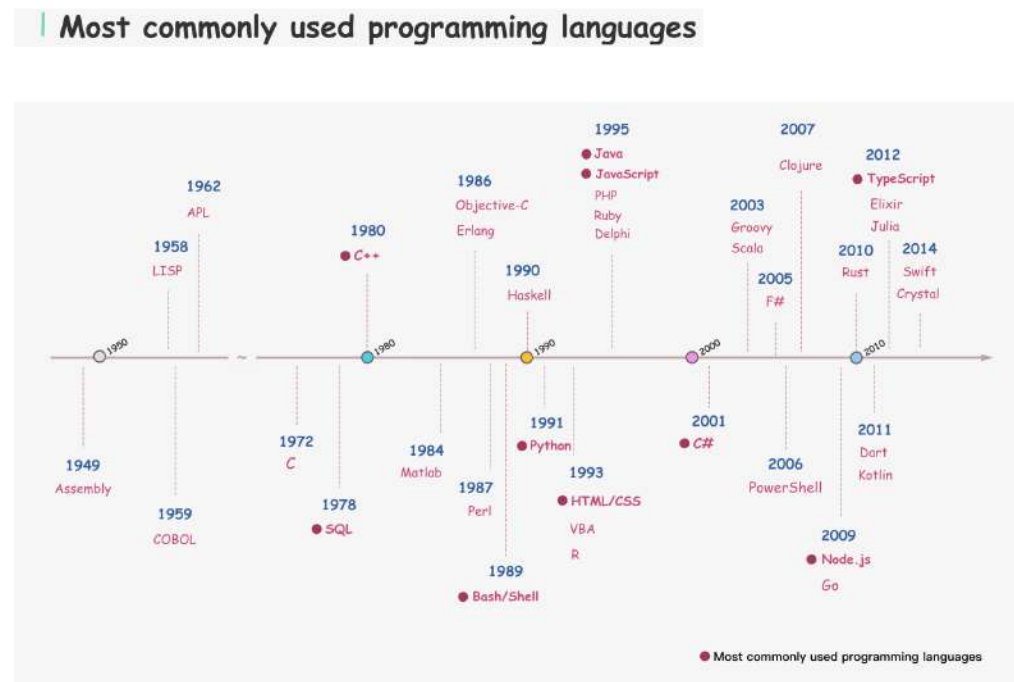 Most commonly used programming languages
1995
Java
JavaScript
PHP
Ruby
Delphi
2007
Clojure
2012
TypeScript
Elixir
Julia
1962
APL
1986
Objective-C
Erlang
2003
Groovy
Scala
1958
LISP
1980
C++
1990
Haskell
2005
F#
2010
Rust
2014
Swift
Crystal
1950
~
1980
1990
2000
2010
1949
Assembly
1959
COBOL
1972
C
1978
SQL
1984
Matlab
1987
Perl
1989
Bash/Shell
1991
Python
1993
HTML/CSS
VBA
R
2001
C#
2006
PowerShell
2009
Node.js
Go
2011
Dart
Kotlin
Most commonly used programming languages